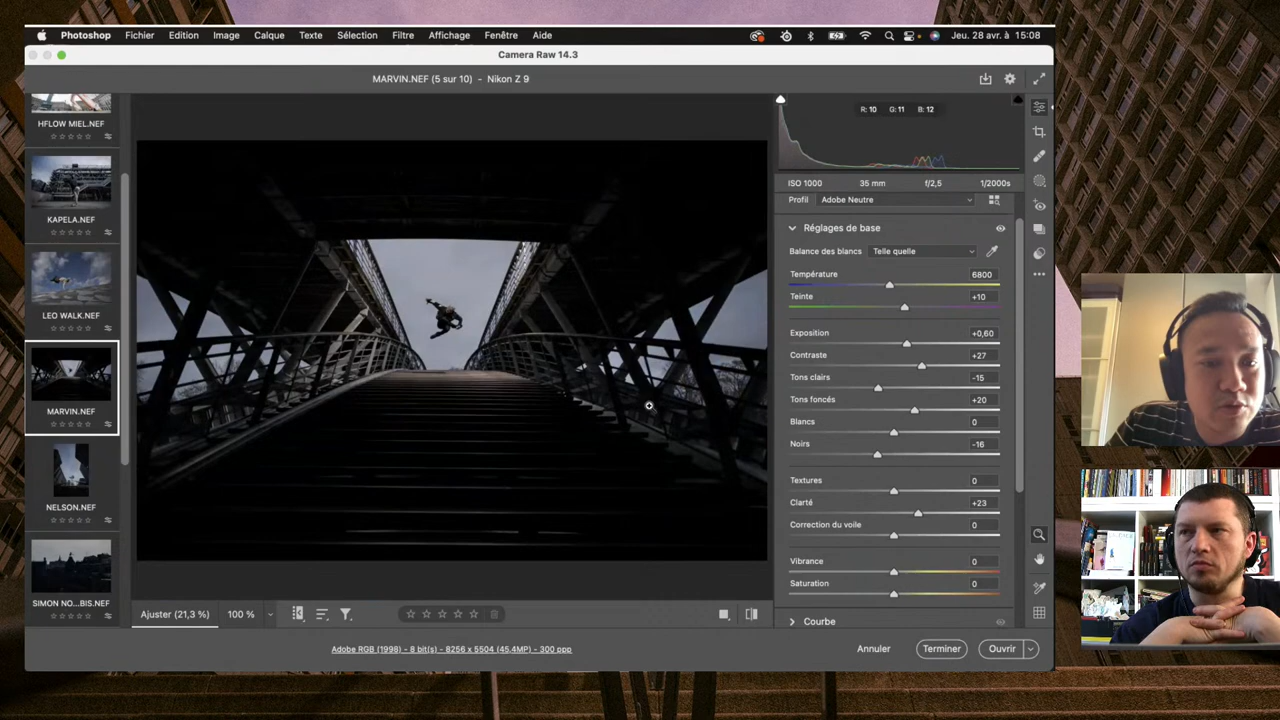 Photoshop Fichier Edition Image Calque Texte Sélection Filtre Affichage Fenêtre Aide Jeu. 28 avr. à 15:08
Camera Raw 14.3
MARVIN.NEF (5 sur 10) - Nikon Z 9
HFLOW MIEL.NEF
KAPELA.NEF
LEO WALK.NEF
MARVIN.NEF
NELSON.NEF
SIMON NO...BIS.NEF
R: 10 G: 11 B: 12
ISO 1000 35 mm f/2,5 1/2000s
Profil Adobe Neutre
Réglages de base
Balance des blancs Telle quelle
Température 6800
Teinte +10
Exposition +0,60
Contraste +27
Tons clairs -15
Tons foncés +20
Blancs 0
Noirs -16
Textures 0
Clarté +23
Correction du voile 0
Vibrance 0
Saturation 0
Courbe
Ajuster (21,3 %) 100 %
Adobe RGB (1998) - 8 bit(s) - 8256 x 5504 (45,4MP) - 300 ppp
Annuler Terminer Ouvrir